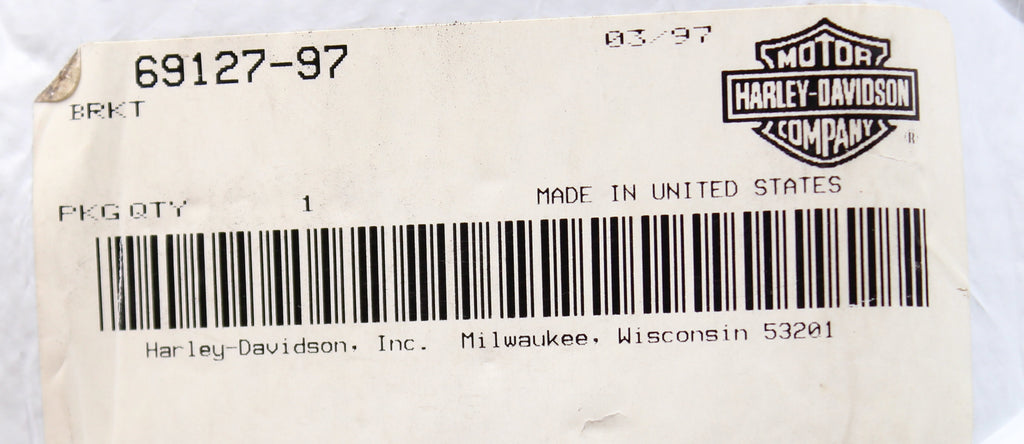 69127-97
03/97
BRKT
MOTOR
HARLEY-DAVIDSON
COMPANY
®
PKG QTY 1
MADE IN UNITED STATES
Harley-Davidson, Inc. Milwaukee, Wisconsin 53201